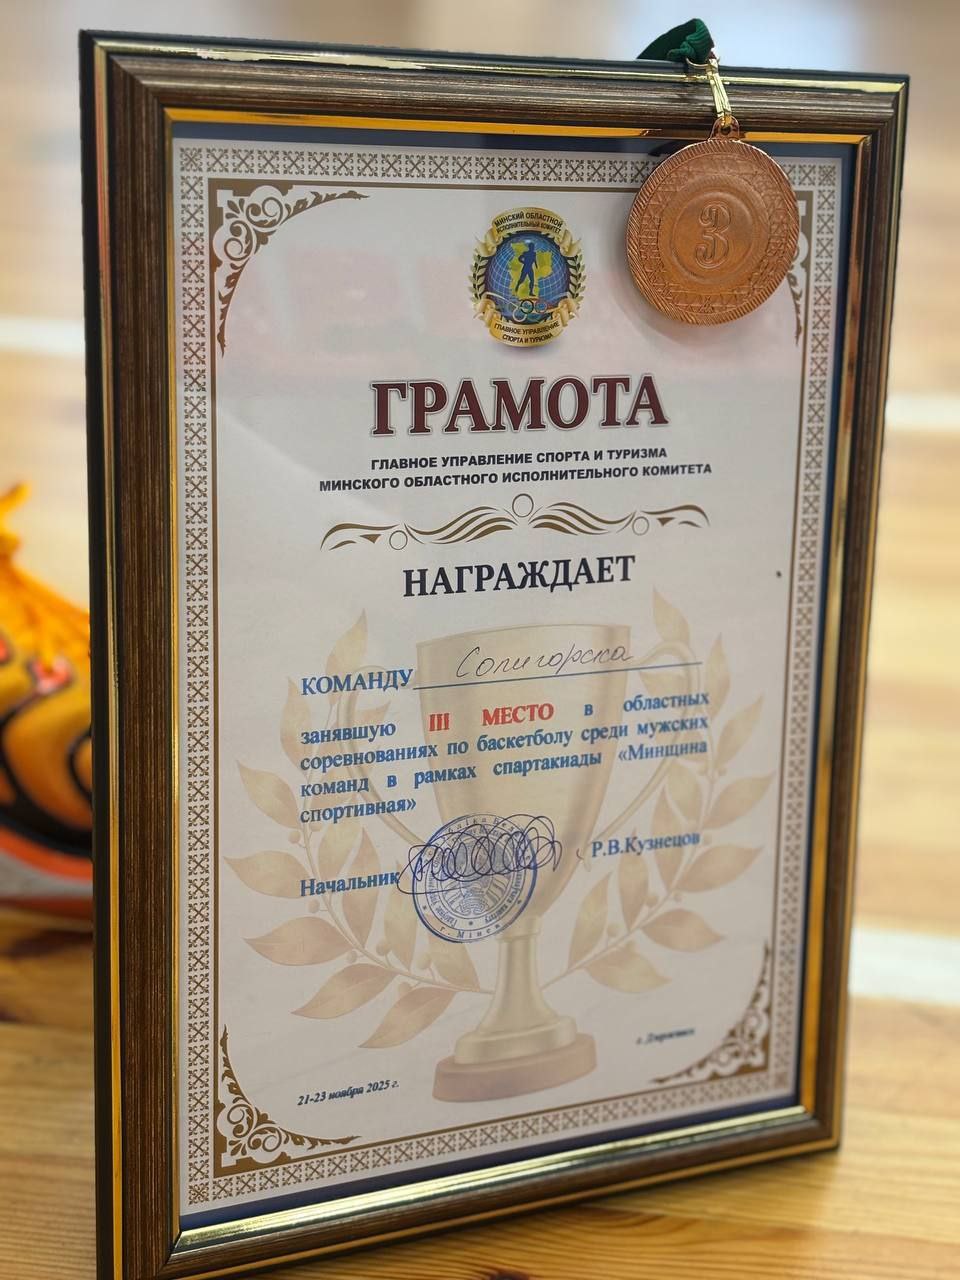 МИНСКИЙ ОБЛАСТНОЙ
ИСПОЛНИТЕЛЬНЫЙ КОМИТЕТ
ГЛАВНОЕ УПРАВЛЕНИЕ
СПОРТА И ТУРИЗМА
3
ГРАМОТА
ГЛАВНОЕ УПРАВЛЕНИЕ СПОРТА И ТУРИЗМА
МИНСКОГО ОБЛАСТНОГО ИСПОЛНИТЕЛЬНОГО КОМИТЕТА
НАГРАЖДАЕТ
КОМАНДУ Солигорска
занявшую III МЕСТО в областных
соревнованиях по баскетболу среди мужских
команд в рамках спартакиады «Минщина
спортивная»
Начальник Р.В.Кузнецов
г. Мінск
г. Дзержинск
21-23 ноября 2025 г.